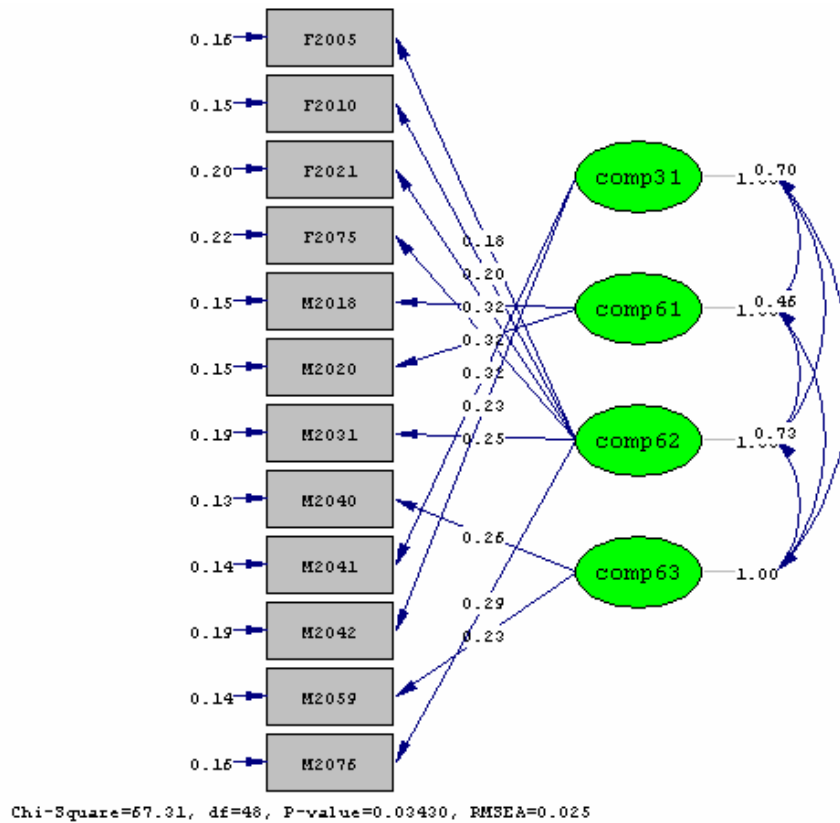 0.16 F2005
0.15 F2010
0.20 F2021
0.22 F2075
0.15 M2018
0.15 M2020
0.19 M2031
0.13 M2040
0.14 M2041
0.19 M2042
0.14 M2059
0.16 M2076
0.18
0.20
0.32
0.32
0.32
0.23
0.25
0.26
0.29
0.23
comp31 0.70
comp61 0.46
comp62 0.73
comp63 1.00
Chi-Square=67.31, df=48, P-value=0.03430, RMSEA=0.025